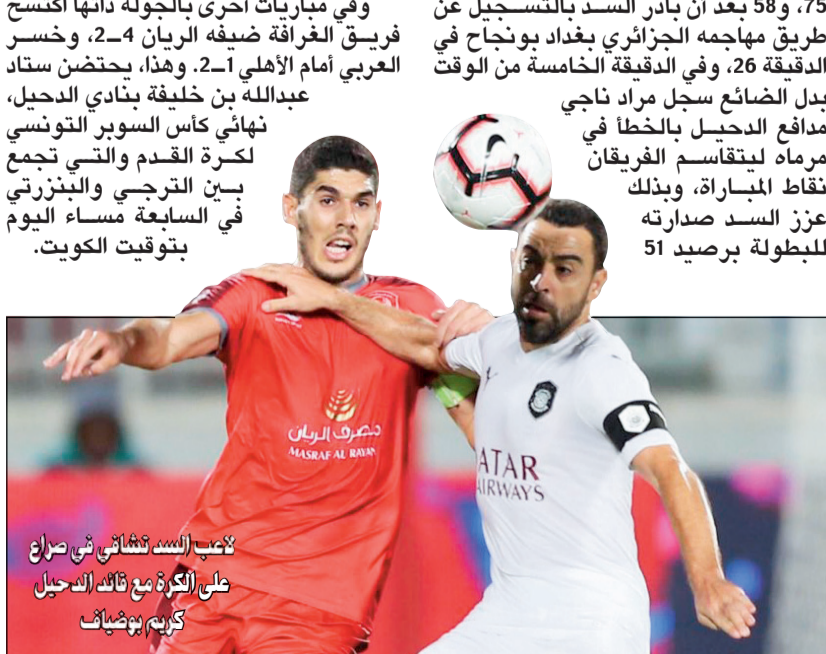 75، و58 بعد ان بادر السد بالتسجيل عن
طريق مهاجمه الجزائري بغداد بونجاح في
الدقيقة 26، وفي الدقيقة الخامسة من الوقت
بدل الضائع سجل مراد ناجي
مدافع الدحيل بالخطأ في
مرماه ليتقاسم الفريقان
نقاط المباراة، وبذلك
عزز السد صدارته
للبطولة برصيد 51
وفي مباريات أخرى بالجولة ذاتها اكتسح
فريق الغرافة ضيفه الريان 4ـ2، وخسر
العربي أمام الأهلي 1ـ2. وهذا، يحتضن ستاد
عبدالله بن خليفة بنادي الدحيل،
نهائي كأس السوبر التونسي
لكرة القدم والتي تجمع
بين الترجي والبنزرتي
في السابعة مساء اليوم
بتوقيت الكويت.
مصرف الريان
MASRAF AL RAYAN
QATAR
AIRWAYS
لاعب السد تشافي في صراع
على الكرة مع قائد الدحيل
كريم بوضياف